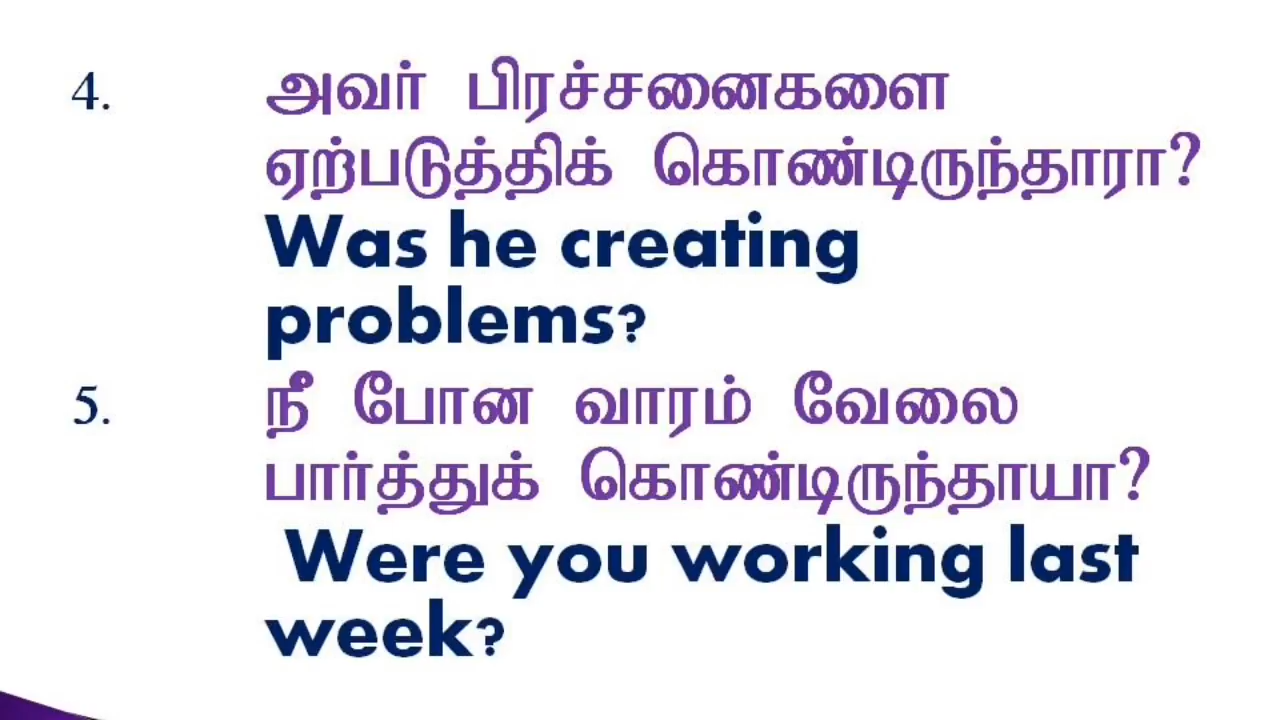 4. அவர் பிரச்சனைகளை
ஏற்படுத்திக் கொண்டிருந்தாரா?
Was he creating
problems?
5. நீ போன வாரம் வேலை
பார்த்துக் கொண்டிருந்தாயா?
Were you working last
week?